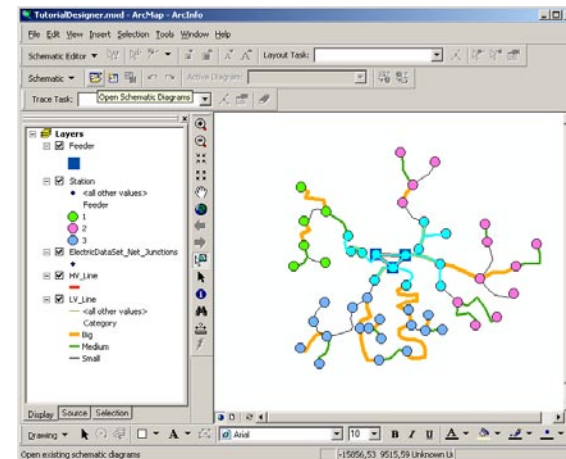 TutorialDesigner.mxd - ArcMap - ArcInfo
File Edit View Insert Selection Tools Window Help
Schematic Editor Layout Task:
Schematic Active Diagram:
Trace Task: Open Schematic Diagrams
Layers
Feeder
Station
<all other values>
Feeder
1
2
3
ElectricDataSet_Net_Junctions
HV_Line
LV_Line
<all other values>
Category
Big
Medium
Small
Display Source Selection
Drawing A Arial 10 B I U A
Open existing schematic diagrams -15856,53 9515,59 Unknown U